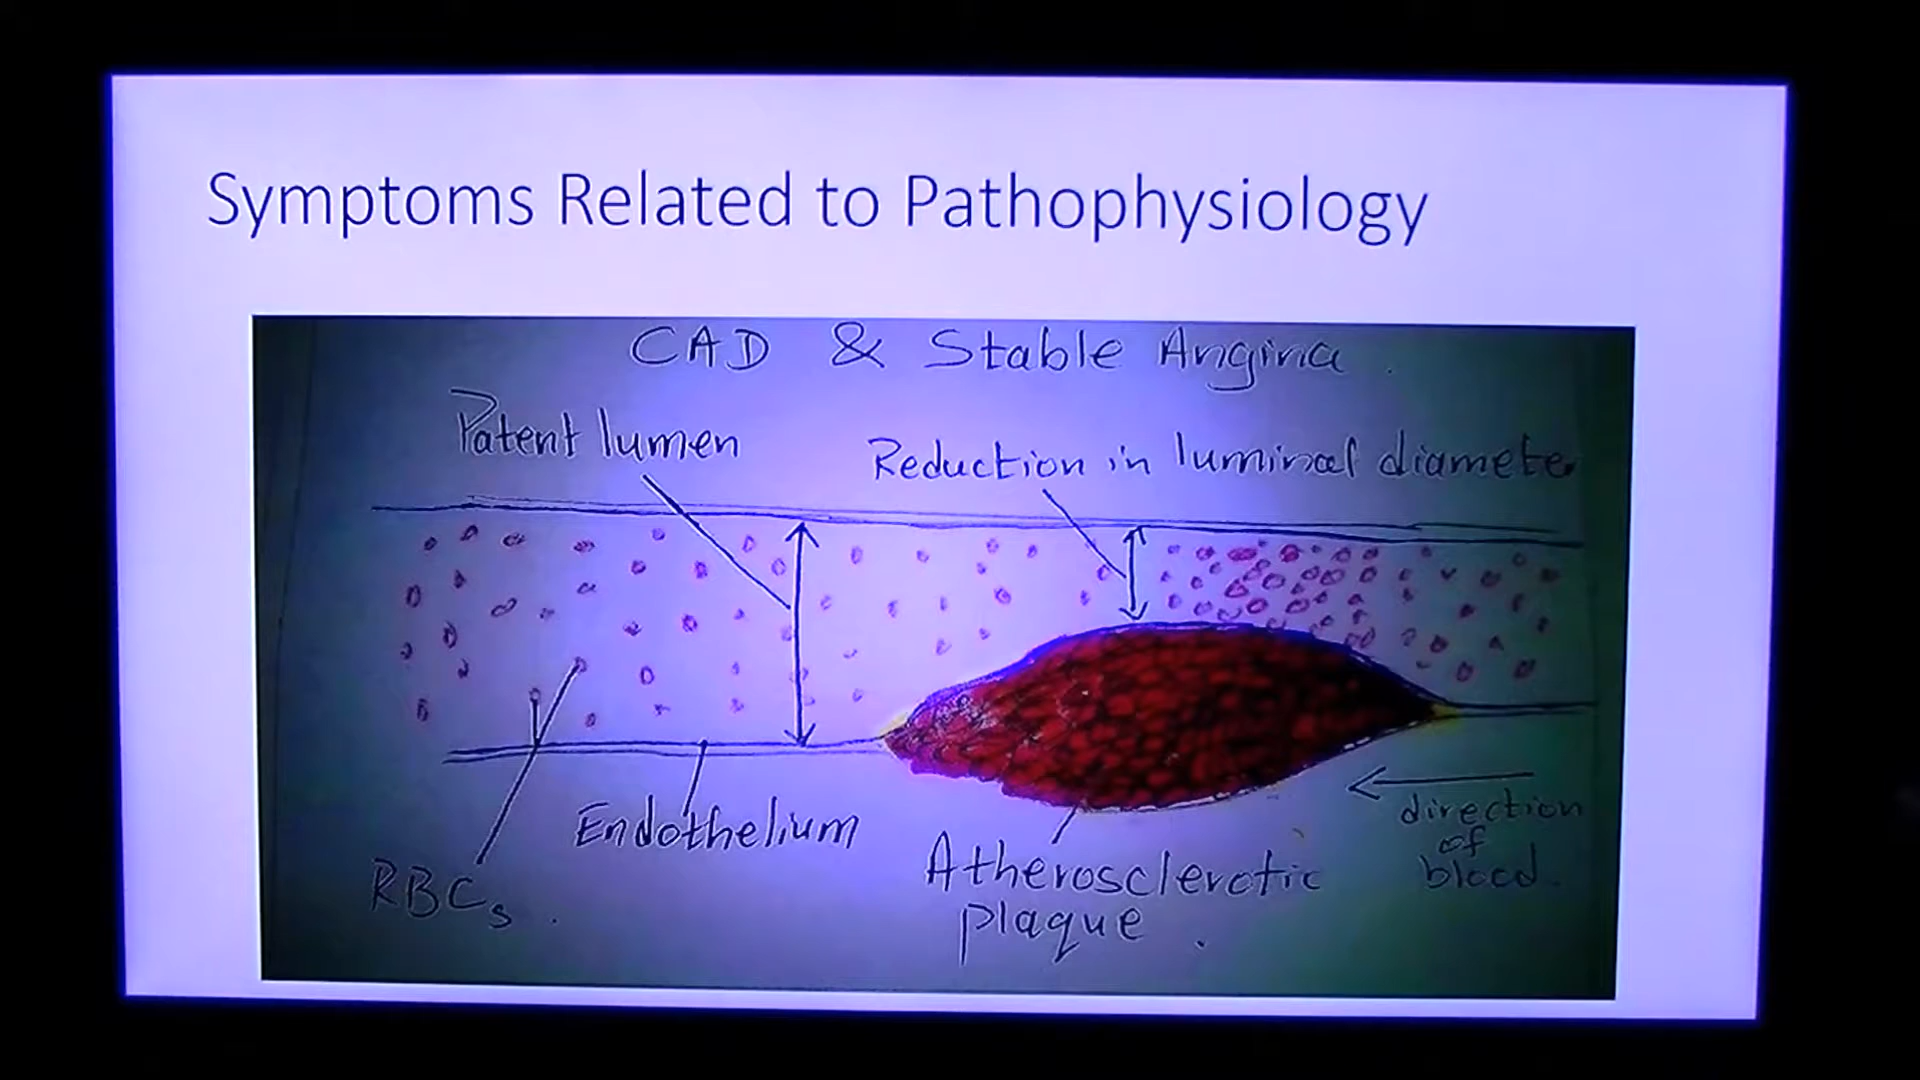 Symptoms Related to Pathophysiology
CAD & Stable Angina.
Patent lumen
Reduction in luminal diameter
Endothelium
RBCs.
Atherosclerotic
plaque.
direction
of
blood.